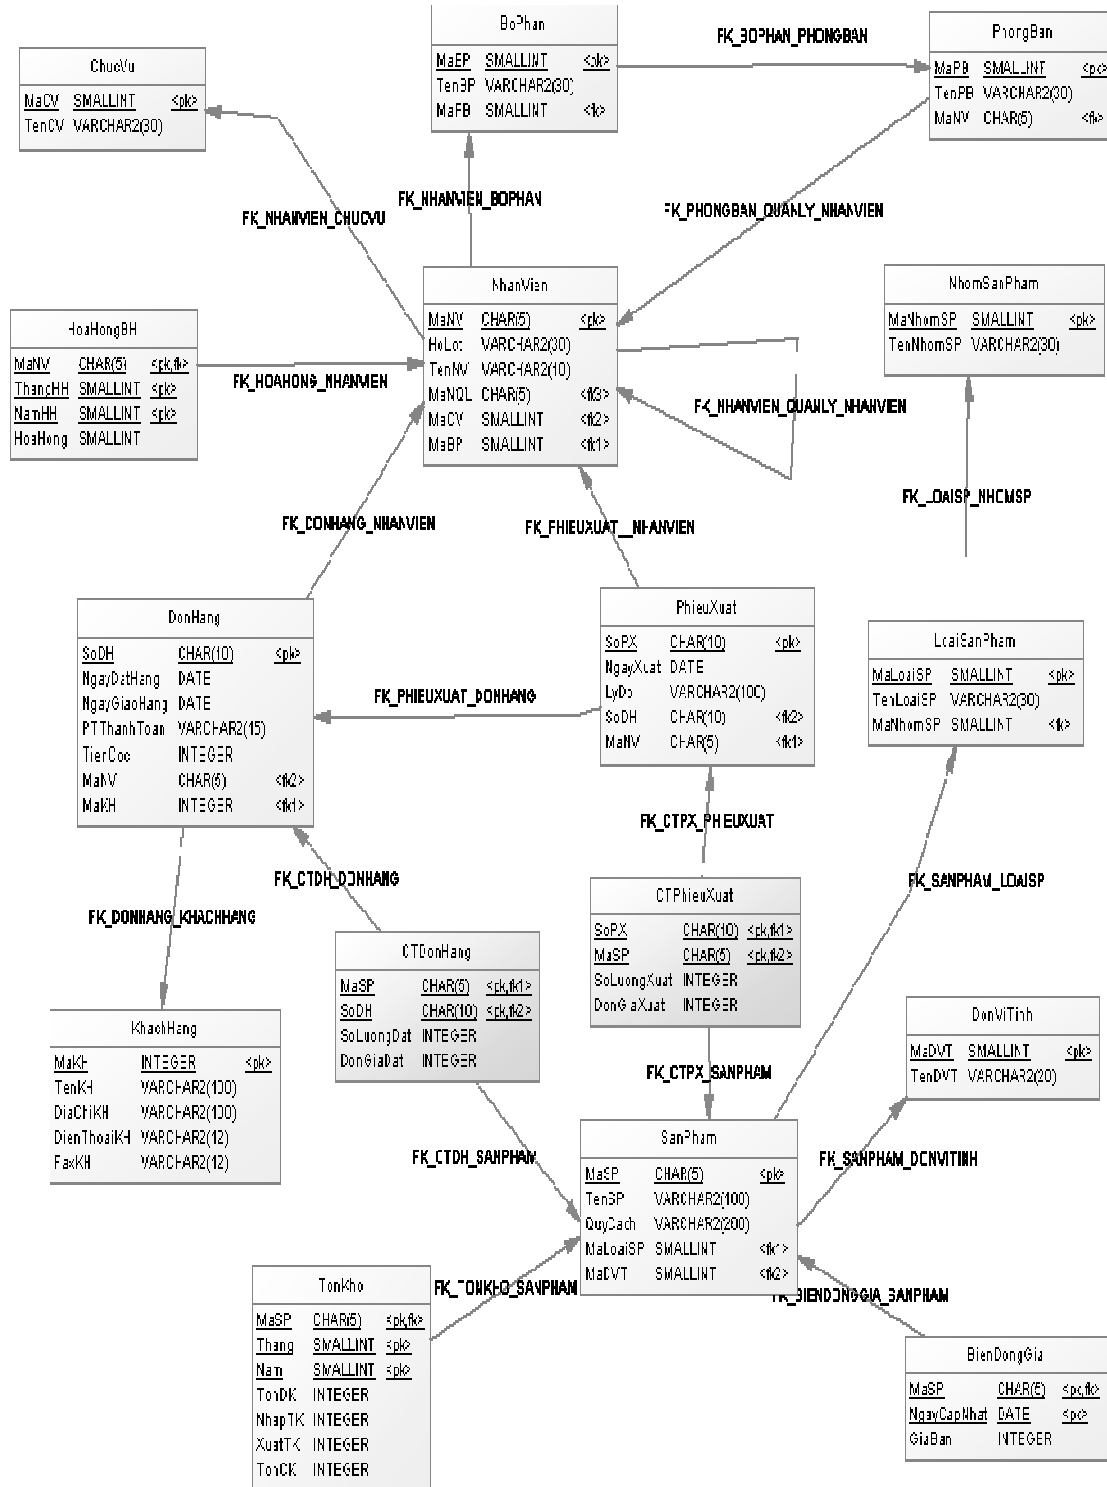 BoPhan
MaBP SMALLINT <pk>
TenBP VARCHAR2(30)
MaPB SMALLINT <fk>
FK_BOPHAN_PHONGBAN
PhongBan
MaPB SMALLINT <pk>
TenPB VARCHAR2(30)
MaNV CHAR(5) <fk>
ChucVu
MaCV SMALLINT <pk>
TenCV VARCHAR2(30)
FK_NHANVIEN_CHUCVU
FK_NHANVIEN_BOPHAN
FK_PHONGBAN_QUANLY_NHANVIEN
NhanVien
MaNV CHAR(5) <pk>
HoLot VARCHAR2(30)
TenNV VARCHAR2(10)
MaNQL CHAR(5) <fk3>
MaCV SMALLINT <fk2>
MaBP SMALLINT <fk1>
NhomSanPham
MaNhomSP SMALLINT <pk>
TenNhomSP VARCHAR2(30)
HoaHongBH
MaNV CHAR(5) <pk,fk>
ThangHH SMALLINT <pk>
NamHH SMALLINT <pk>
HoaHong SMALLINT
FK_HOAHONG_NHANVIEN
FK_NHANVIEN_QUANLY_NHANVIEN
FK_LOAISP_NHOMSP
FK_DONHANG_NHANVIEN
FK_PHIEUXUAT__NHANVIEN
DonHang
SoDH CHAR(10) <pk>
NgayDatHang DATE
NgayGiaoHang DATE
PTThanhToan VARCHAR2(15)
TienCoc INTEGER
MaNV CHAR(5) <fk2>
MaKH INTEGER <fk1>
FK_PHIEUXUAT_DONHANG
PhieuXuat
SoPX CHAR(10) <pk>
NgayXuat DATE
LyDo VARCHAR2(100)
SoDH CHAR(10) <fk2>
MaNV CHAR(5) <fk1>
LoaiSanPham
MaLoaiSP SMALLINT <pk>
TenLoaiSP VARCHAR2(30)
MaNhomSP SMALLINT <fk>
FK_CTPX_PHIEUXUAT
FK_CTDH_DONHANG
FK_SANPHAM_LOAISP
FK_DONHANG_KHACHHANG
CTPhieuXuat
SoPX CHAR(10) <pk,fk1>
MaSP CHAR(5) <pk,fk2>
SoLuongXuat INTEGER
DonGiaXuat INTEGER
CTDonHang
MaSP CHAR(5) <pk,fk1>
SoDH CHAR(10) <pk,fk2>
SoLuongDat INTEGER
DonGiaDat INTEGER
KhachHang
MaKH INTEGER <pk>
TenKH VARCHAR2(100)
DiaChiKH VARCHAR2(100)
DienThoaiKH VARCHAR2(12)
FaxKH VARCHAR2(12)
DonViTinh
MaDVT SMALLINT <pk>
TenDVT VARCHAR2(20)
FK_CTPX_SANPHAM
FK_CTDH_SANPHAM
FK_SANPHAM_DONVITINH
SanPham
MaSP CHAR(5) <pk>
TenSP VARCHAR2(100)
QuyCach VARCHAR2(200)
MaLoaiSP SMALLINT <fk1>
MaDVT SMALLINT <fk2>
FK_TONKHO_SANPHAM
FK_BIENDONGGIA_SANPHAM
TonKho
MaSP CHAR(5) <pk,fk>
Thang SMALLINT <pk>
Nam SMALLINT <pk>
TonDK INTEGER
NhapTK INTEGER
XuatTK INTEGER
TonCK INTEGER
BienDongGia
MaSP CHAR(5) <pk,fk>
NgayCapNhat DATE <pk>
GiaBan INTEGER